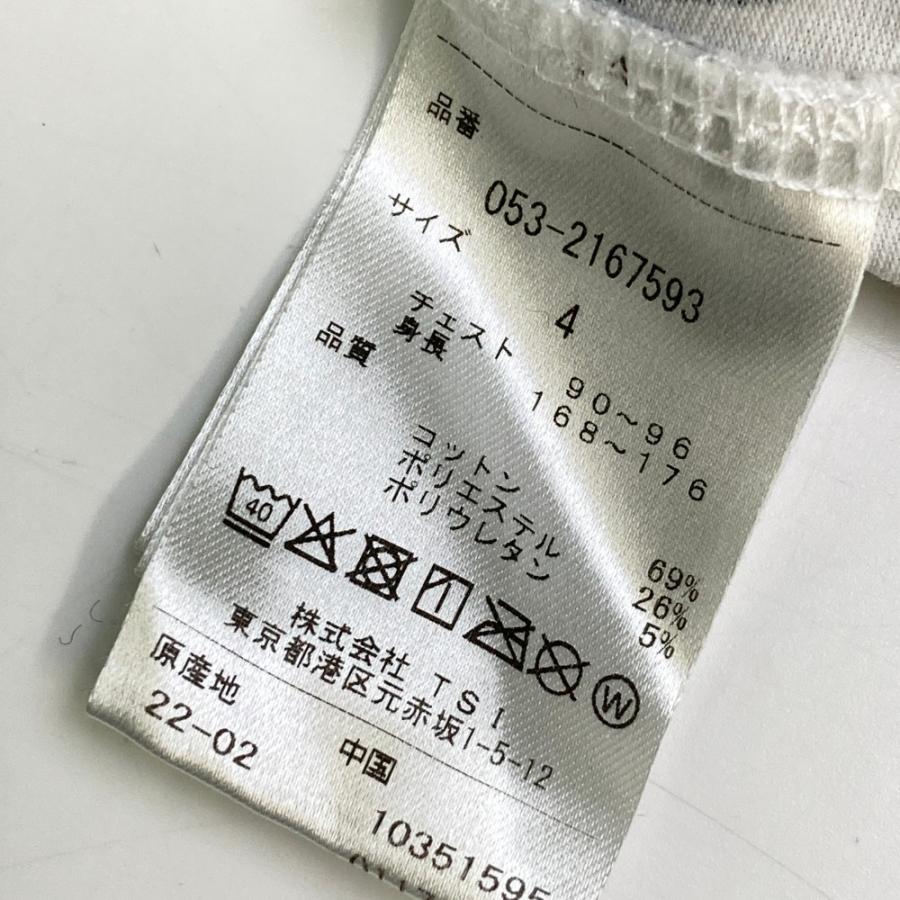 品番
053-2167593
サイズ
4
チェスト 90～96
身長 168～176
品質
コットン 69%
ポリエステル 26%
ポリウレタン 5%
40
W
株式会社 TSI
東京都港区元赤坂1-5-12
原産地 中国
22-02
10351595